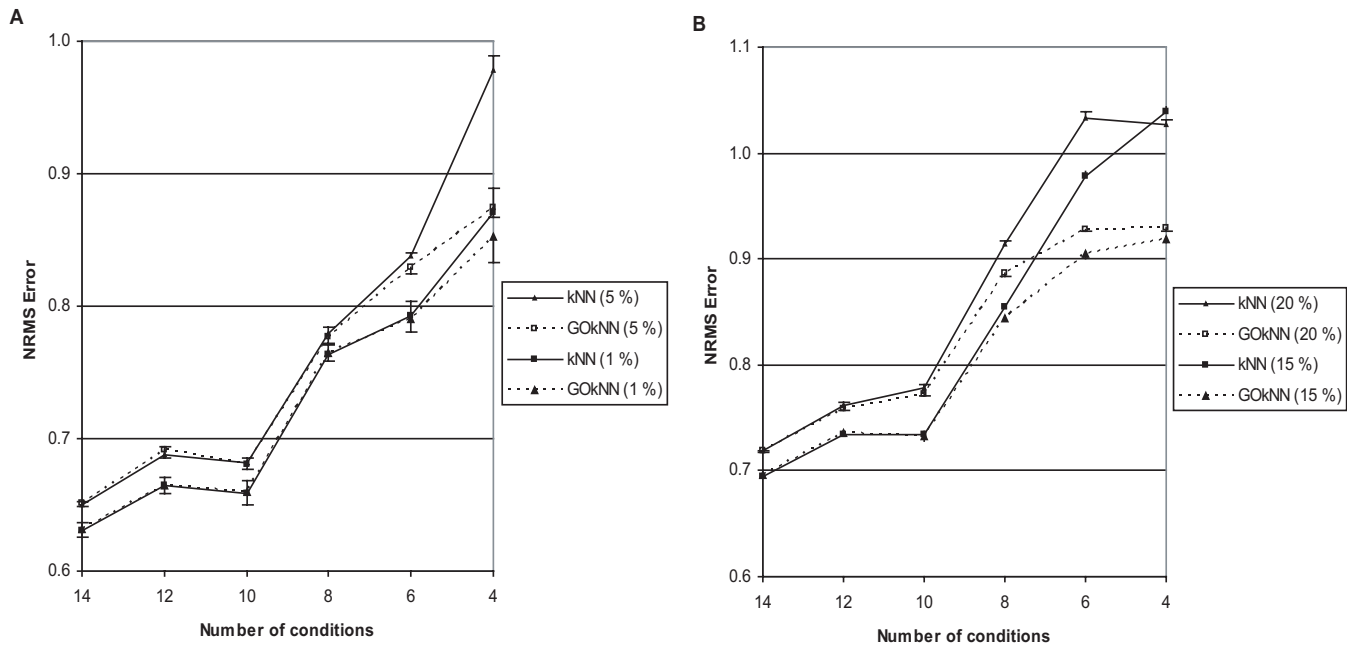 A
NRMS Error
1.0
0.9
0.8
0.7
0.6
14 12 10 8 6 4
Number of conditions
kNN (5 %)
GOkNN (5 %)
kNN (1 %)
GOkNN (1 %)
B
NRMS Error
1.1
1.0
0.9
0.8
0.7
0.6
14 12 10 8 6 4
Number of conditions
kNN (20 %)
GOkNN (20 %)
kNN (15 %)
GOkNN (15 %)